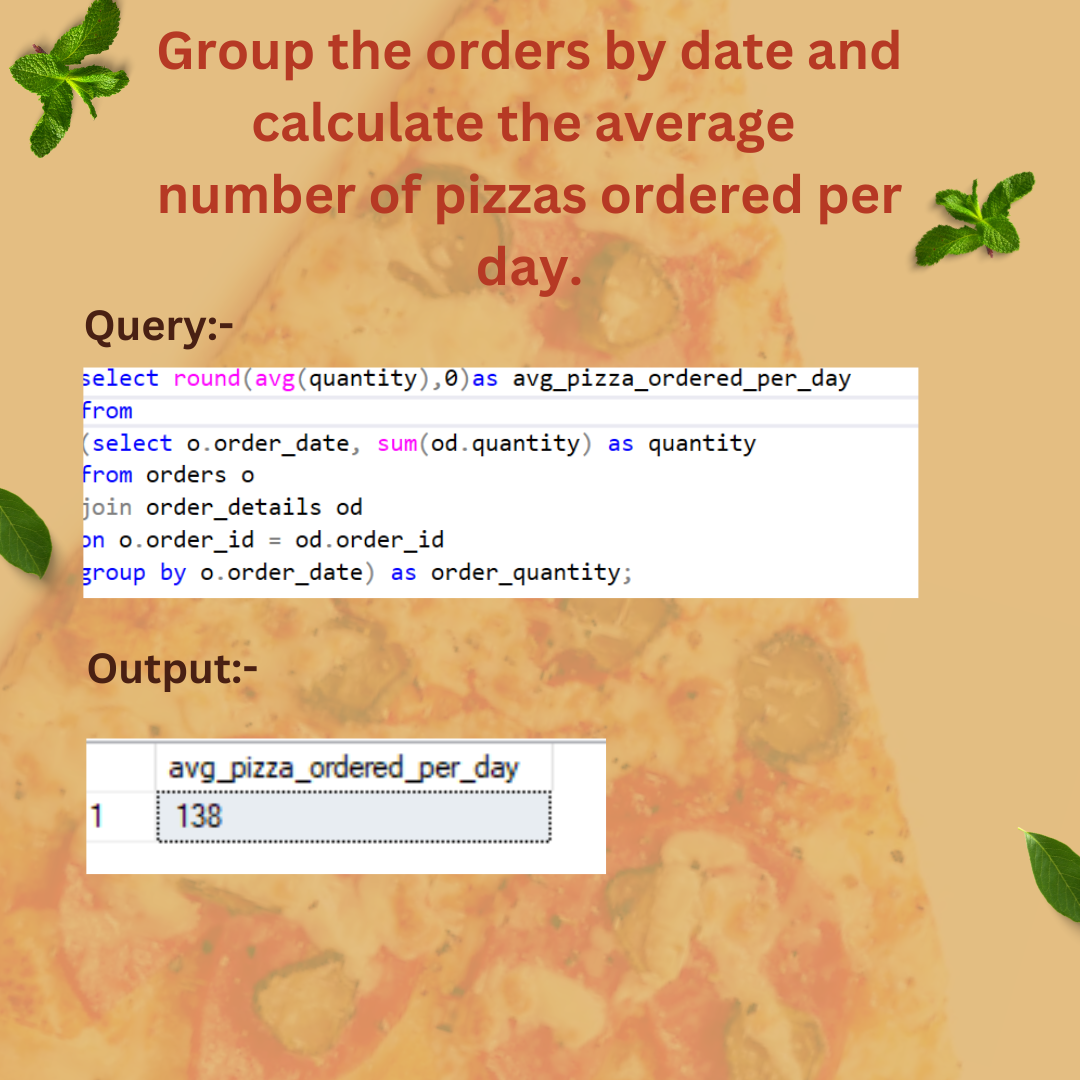 Group the orders by date and
calculate the average
number of pizzas ordered per
day.
Query:-
select round(avg(quantity),0)as avg_pizza_ordered_per_day
from
(select o.order_date, sum(od.quantity) as quantity
from orders o
join order_details od
on o.order_id = od.order_id
group by o.order_date) as order_quantity;
Output:-
avg_pizza_ordered_per_day
1 138